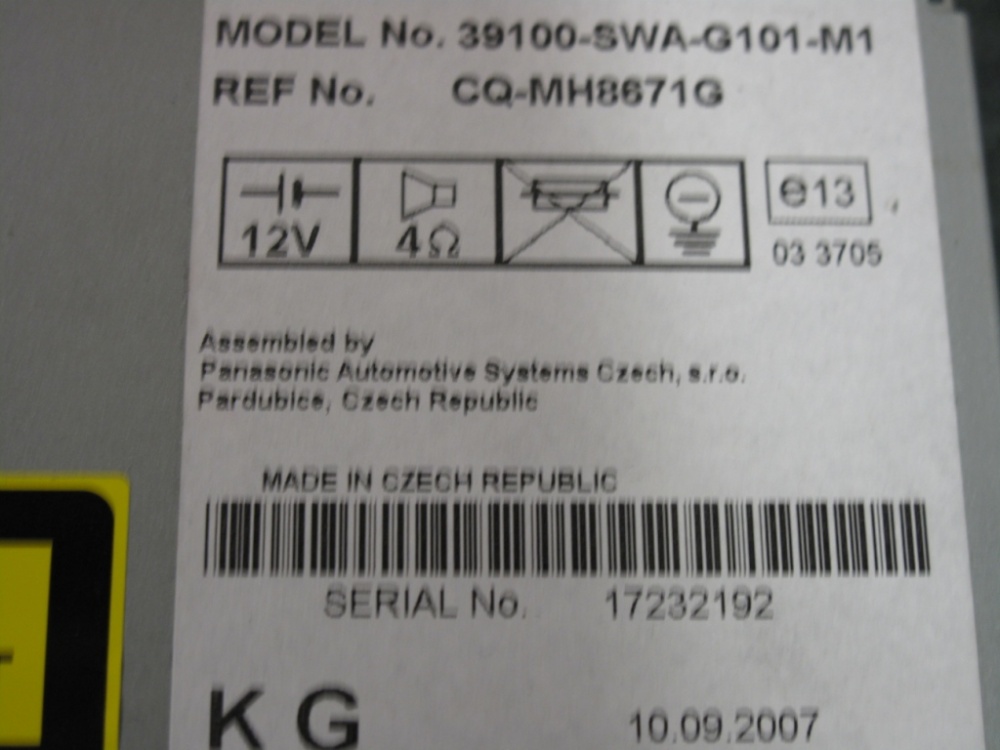 MODEL No. 39100-SWA-G101-M1
REF No. CQ-MH8671G
12V 4Ω e13
03 3705
Assembled by
Panasonic Automotive Systems Czech, s.r.o.
Pardubice, Czech Republic
MADE IN CZECH REPUBLIC
SERIAL No. 17232192
K G 10.09.2007